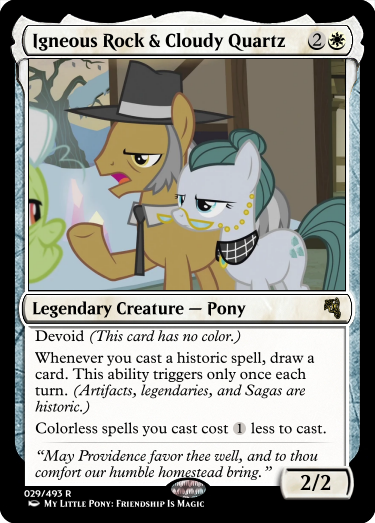 Igneous Rock & Cloudy Quartz 2
Legendary Creature — Pony
Devoid (This card has no color.)
Whenever you cast a historic spell, draw a
card. This ability triggers only once each
turn. (Artifacts, legendaries, and Sagas are
historic.)
Colorless spells you cast cost 1 less to cast.
“May Providence favor thee well, and to thou
comfort our humble homestead bring.”
2/2
029/493 R
My Little Pony: Friendship Is Magic